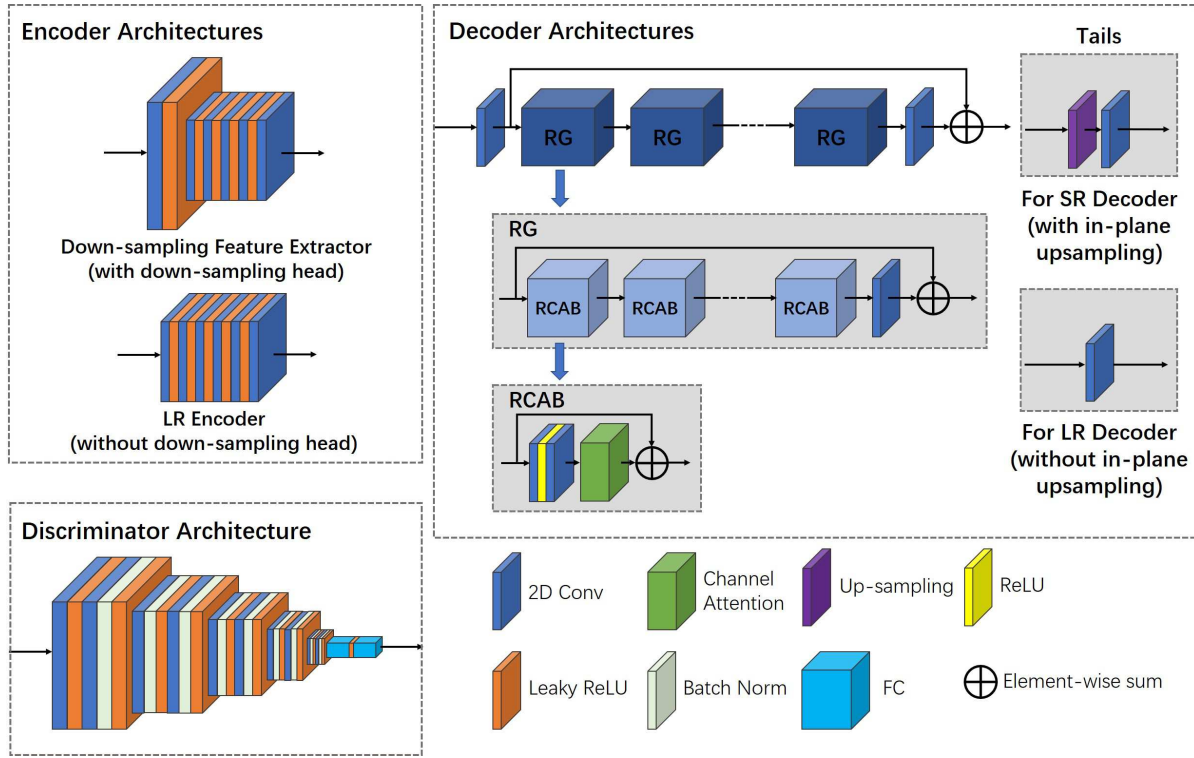 Encoder Architectures
Down-sampling Feature Extractor
(with down-sampling head)
LR Encoder
(without down-sampling head)
Decoder Architectures
Tails
RG
RG
RG
For SR Decoder
(with in-plane
upsampling)
RG
RCAB
RCAB
RCAB
RCAB
For LR Decoder
(without in-plane
upsampling)
Discriminator Architecture
2D Conv
Channel
Attention
Up-sampling
ReLU
Leaky ReLU
Batch Norm
FC
Element-wise sum